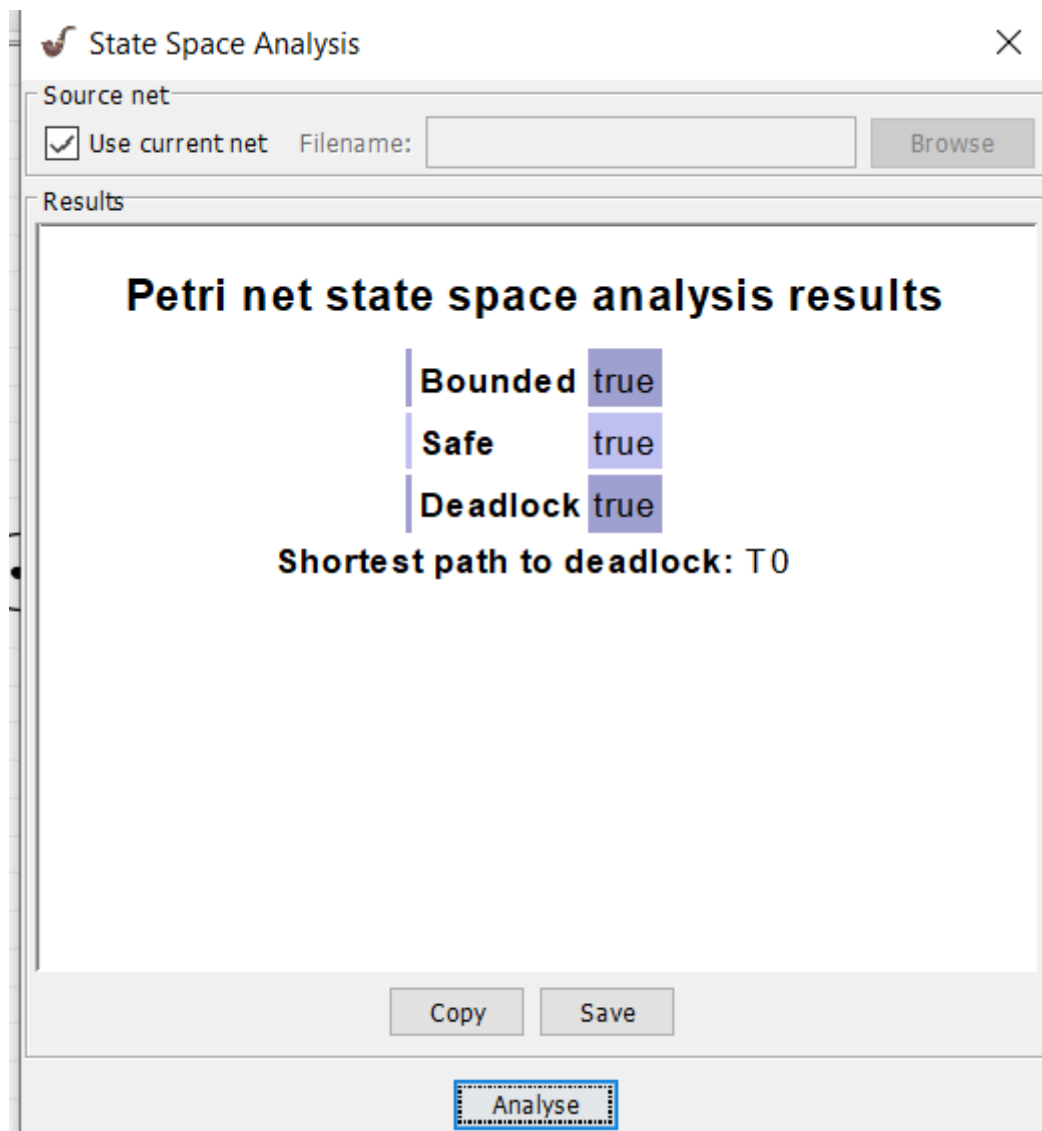 State Space Analysis
Source net
Use current net Filename: Browse
Results
Petri net state space analysis results
Bounded true
Safe true
Deadlock true
Shortest path to deadlock: T0
Copy Save
Analyse